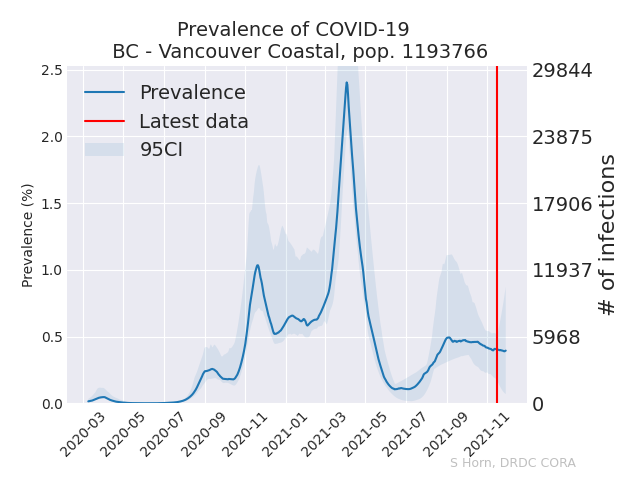 Prevalence of COVID-19
BC - Vancouver Coastal, pop. 1193766
Prevalence
Latest data
95CI
Prevalence (%)
2.5
2.0
1.5
1.0
0.5
0.0
29844
23875
17906
11937
5968
0
# of infections
2020-03
2020-05
2020-07
2020-09
2020-11
2021-01
2021-03
2021-05
2021-07
2021-09
2021-11
S Horn, DRDC CORA